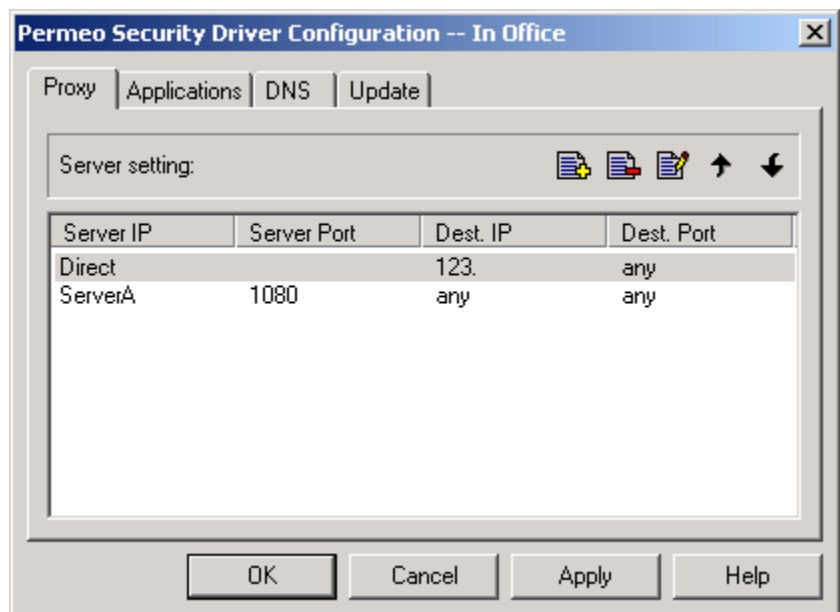 Permeo Security Driver Configuration -- In Office
Proxy Applications DNS Update
Server setting:
Server IP Server Port Dest. IP Dest. Port
Direct 123. any
ServerA 1080 any any
OK Cancel Apply Help